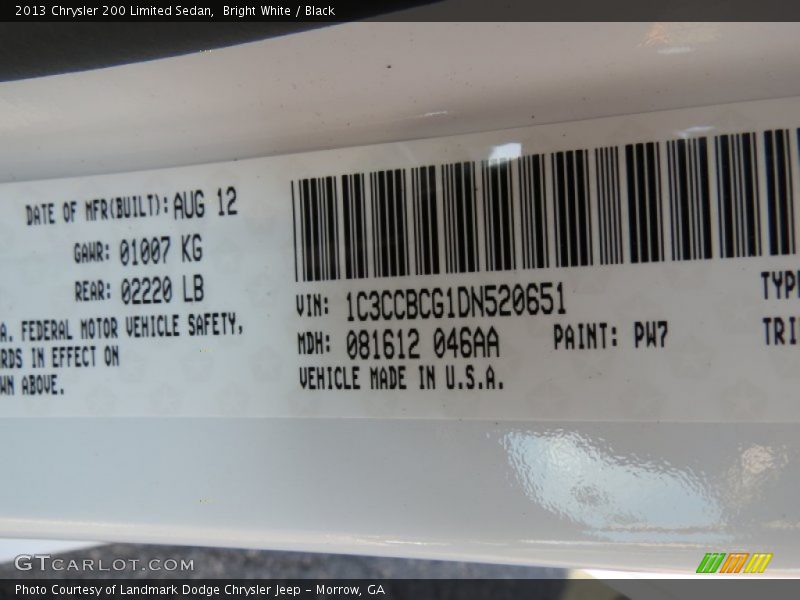 2013 Chrysler 200 Limited Sedan, Bright White / Black
DATE OF MFR(BUILT): AUG 12
GAWR: 01007 KG
REAR: 02220 LB
A. FEDERAL MOTOR VEHICLE SAFETY,
RDS IN EFFECT ON
WN ABOVE.
VIN: 1C3CCBCG1DN520651
MDH: 081612 046AA
PAINT: PW7
VEHICLE MADE IN U.S.A.
TYPE
TRI
GTCARLOT.COM
Photo Courtesy of Landmark Dodge Chrysler Jeep - Morrow, GA